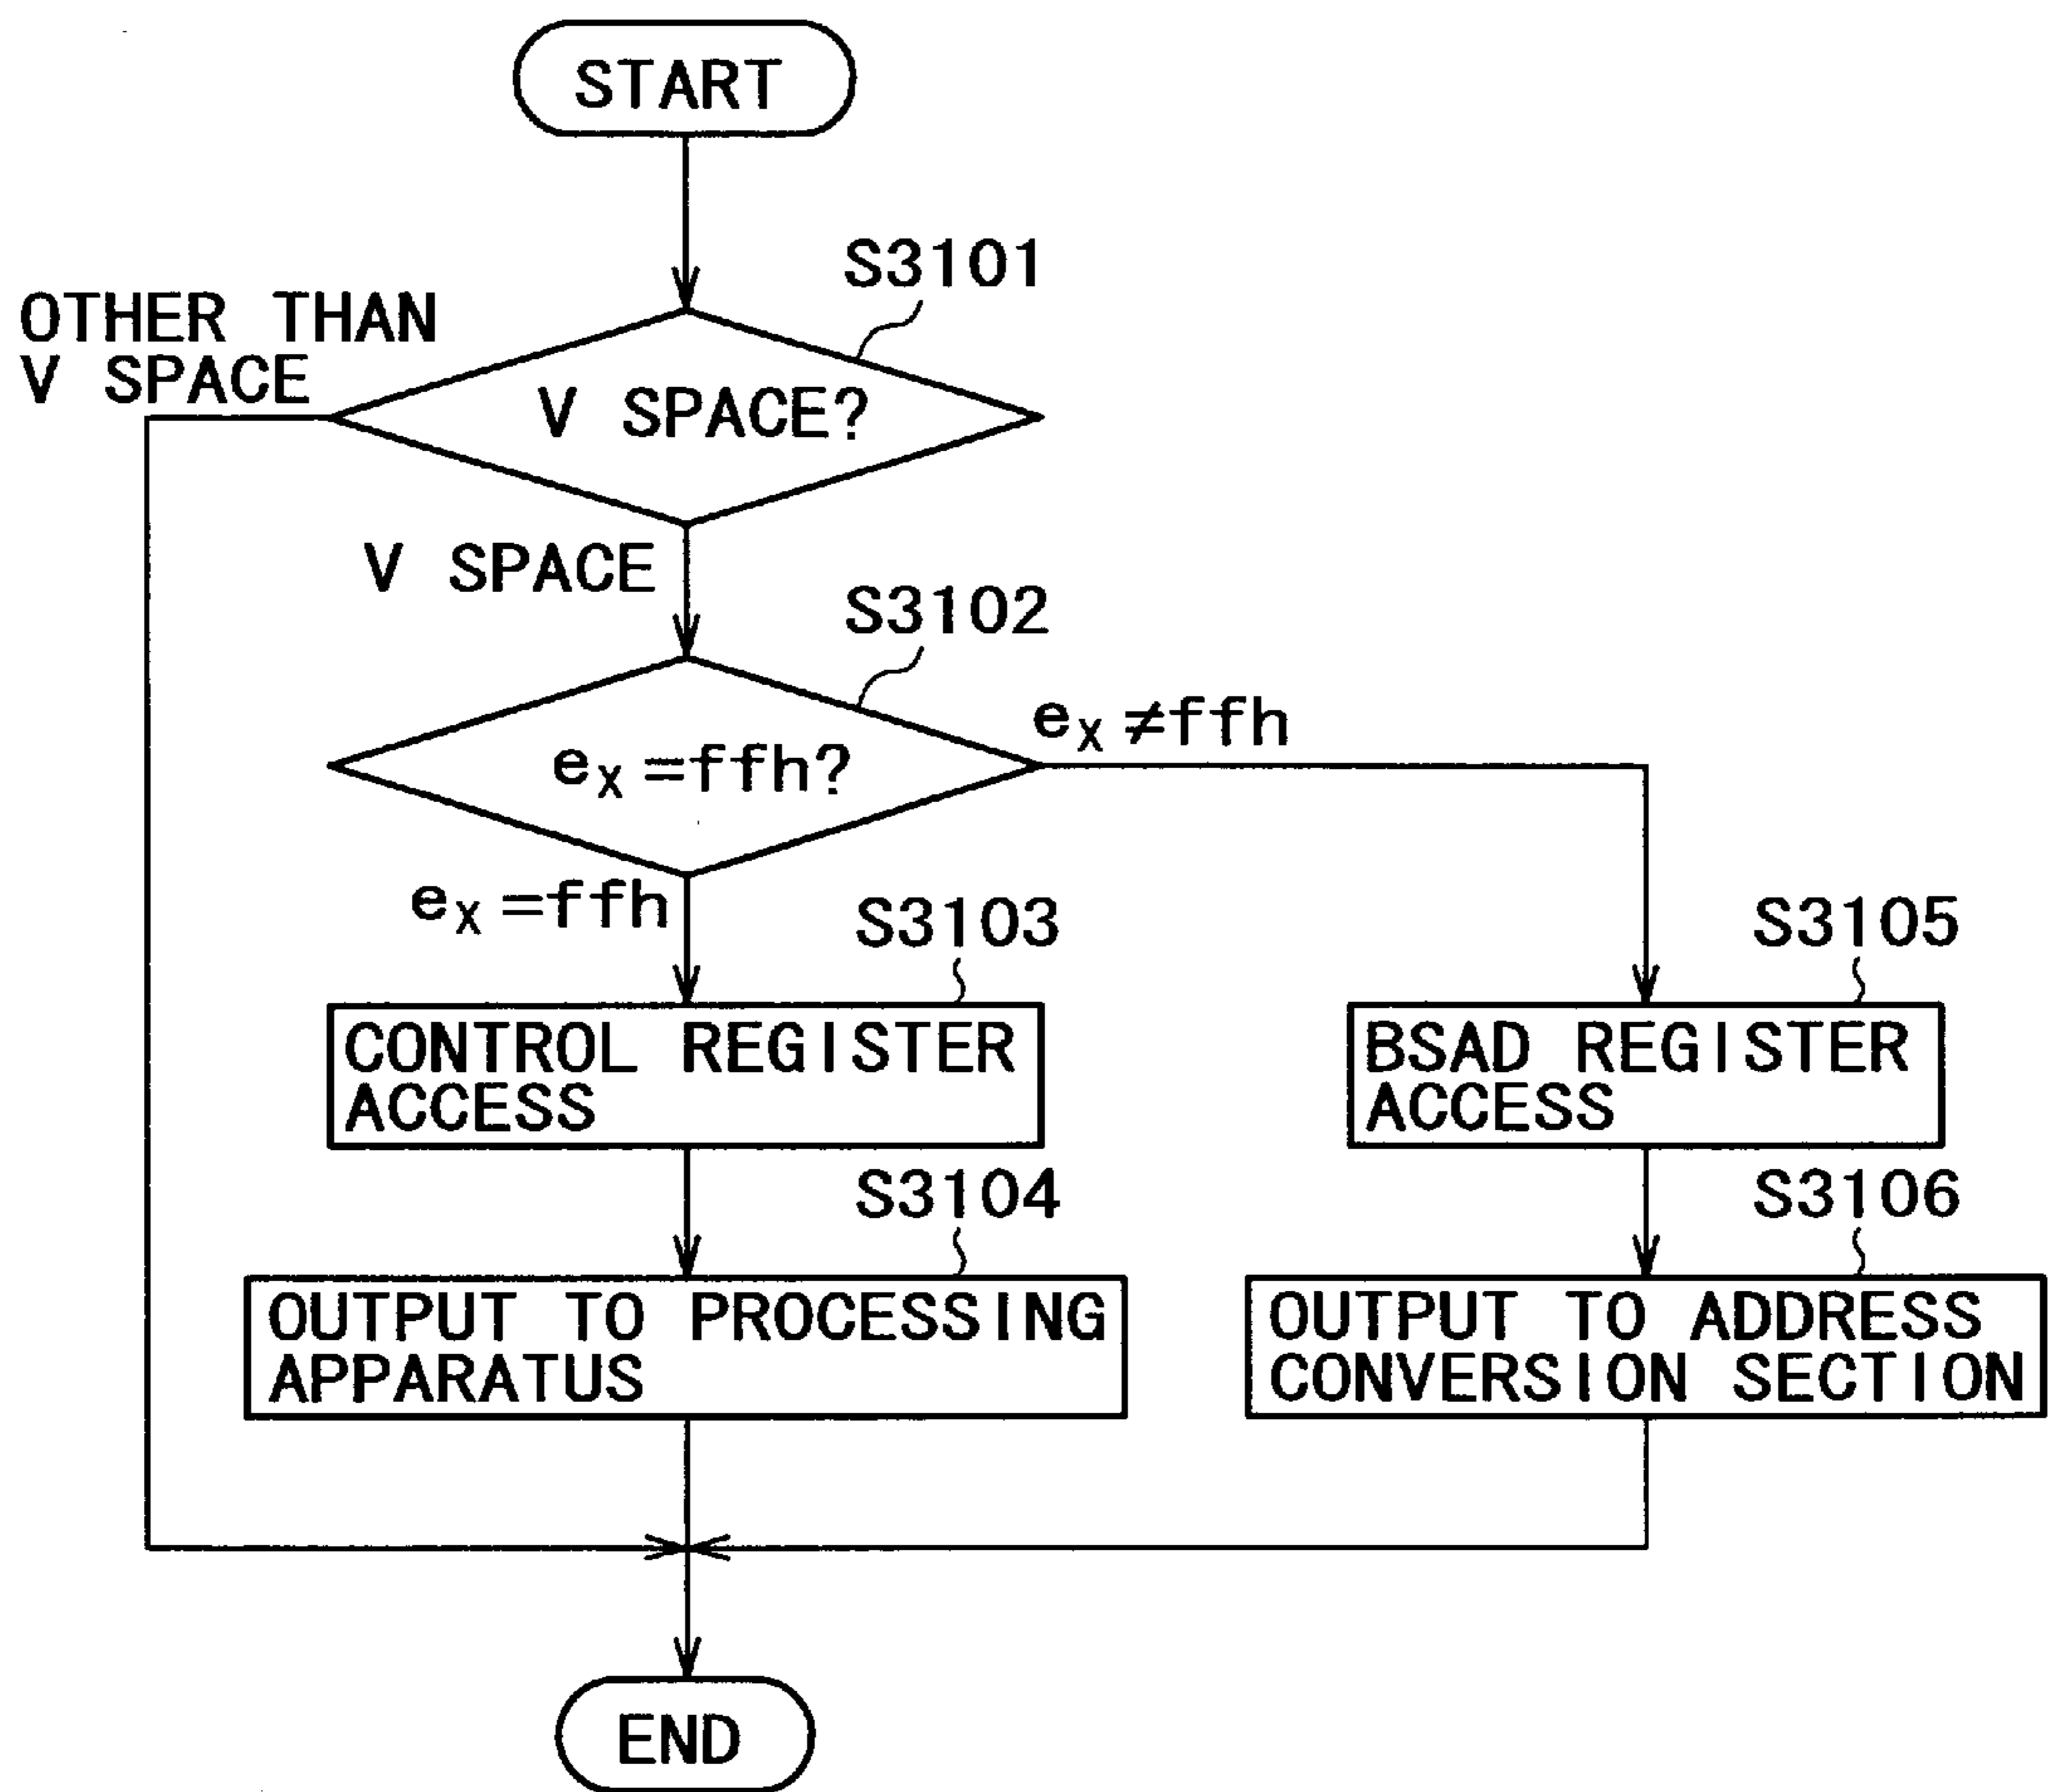 START
S3101
OTHER THAN
V SPACE
V SPACE?
V SPACE
S3102
eX≠ffh
eX=ffh?
eX=ffh
S3103
S3105
CONTROL REGISTER
ACCESS
BSAD REGISTER
ACCESS
S3104
S3106
OUTPUT TO PROCESSING
APPARATUS
OUTPUT TO ADDRESS
CONVERSION SECTION
END